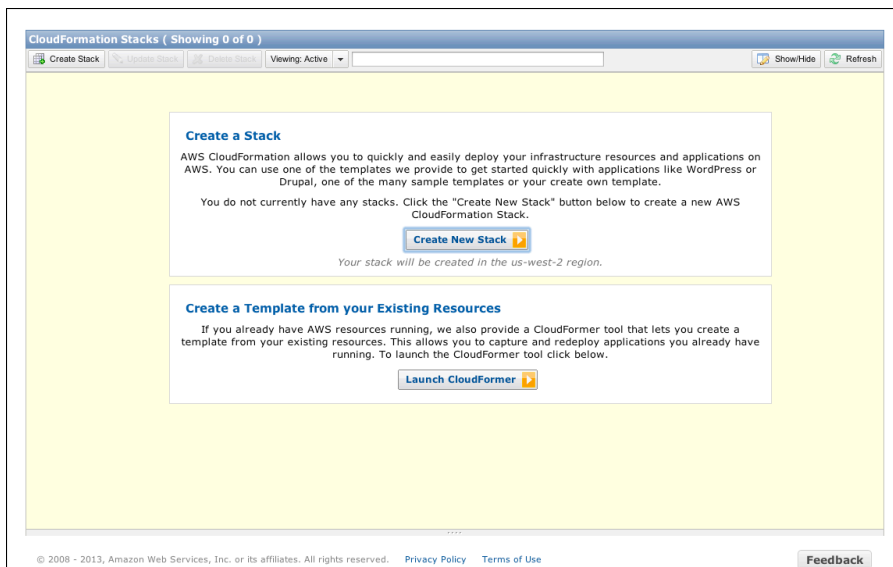 CloudFormation Stacks ( Showing 0 of 0 )
Create Stack Update Stack Delete Stack Viewing: Active Show/Hide Refresh
Create a Stack
AWS CloudFormation allows you to quickly and easily deploy your infrastructure resources and applications on
AWS. You can use one of the templates we provide to get started quickly with applications like WordPress or
Drupal, one of the many sample templates or your create own template.
You do not currently have any stacks. Click the "Create New Stack" button below to create a new AWS
CloudFormation Stack.
Create New Stack
Your stack will be created in the us-west-2 region.
Create a Template from your Existing Resources
If you already have AWS resources running, we also provide a CloudFormer tool that lets you create a
template from your existing resources. This allows you to capture and redeploy applications you already have
running. To launch the CloudFormer tool click below.
Launch CloudFormer
© 2008 - 2013, Amazon Web Services, Inc. or its affiliates. All rights reserved. Privacy Policy Terms of Use Feedback